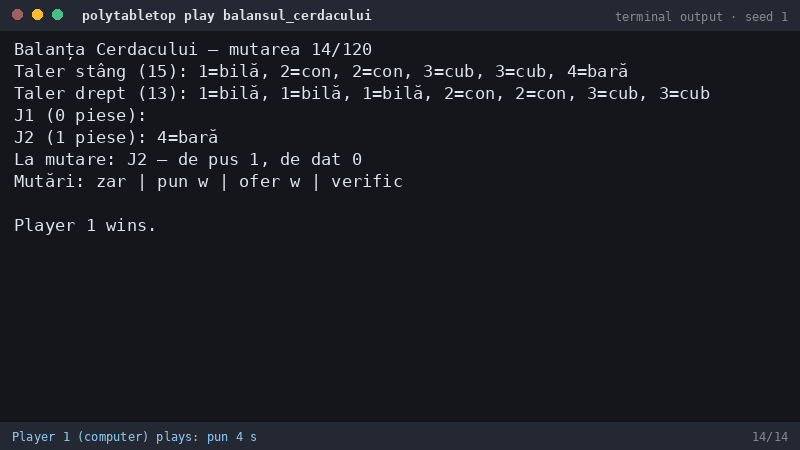 polytabletop play balansul_cerdacului
terminal output · seed 1
Balanța Cerdacului — mutarea 14/120
Taler stâng (15): 1=bilă, 2=con, 2=con, 3=cub, 3=cub, 4=bară
Taler drept (13): 1=bilă, 1=bilă, 1=bilă, 2=con, 2=con, 3=cub, 3=cub
J1 (0 piese):
J2 (1 piese): 4=bară
La mutare: J2 — de pus 1, de dat 0
Mutări: zar | pun w | ofer w | verific
Player 1 wins.
Player 1 (computer) plays: pun 4 s
14/14